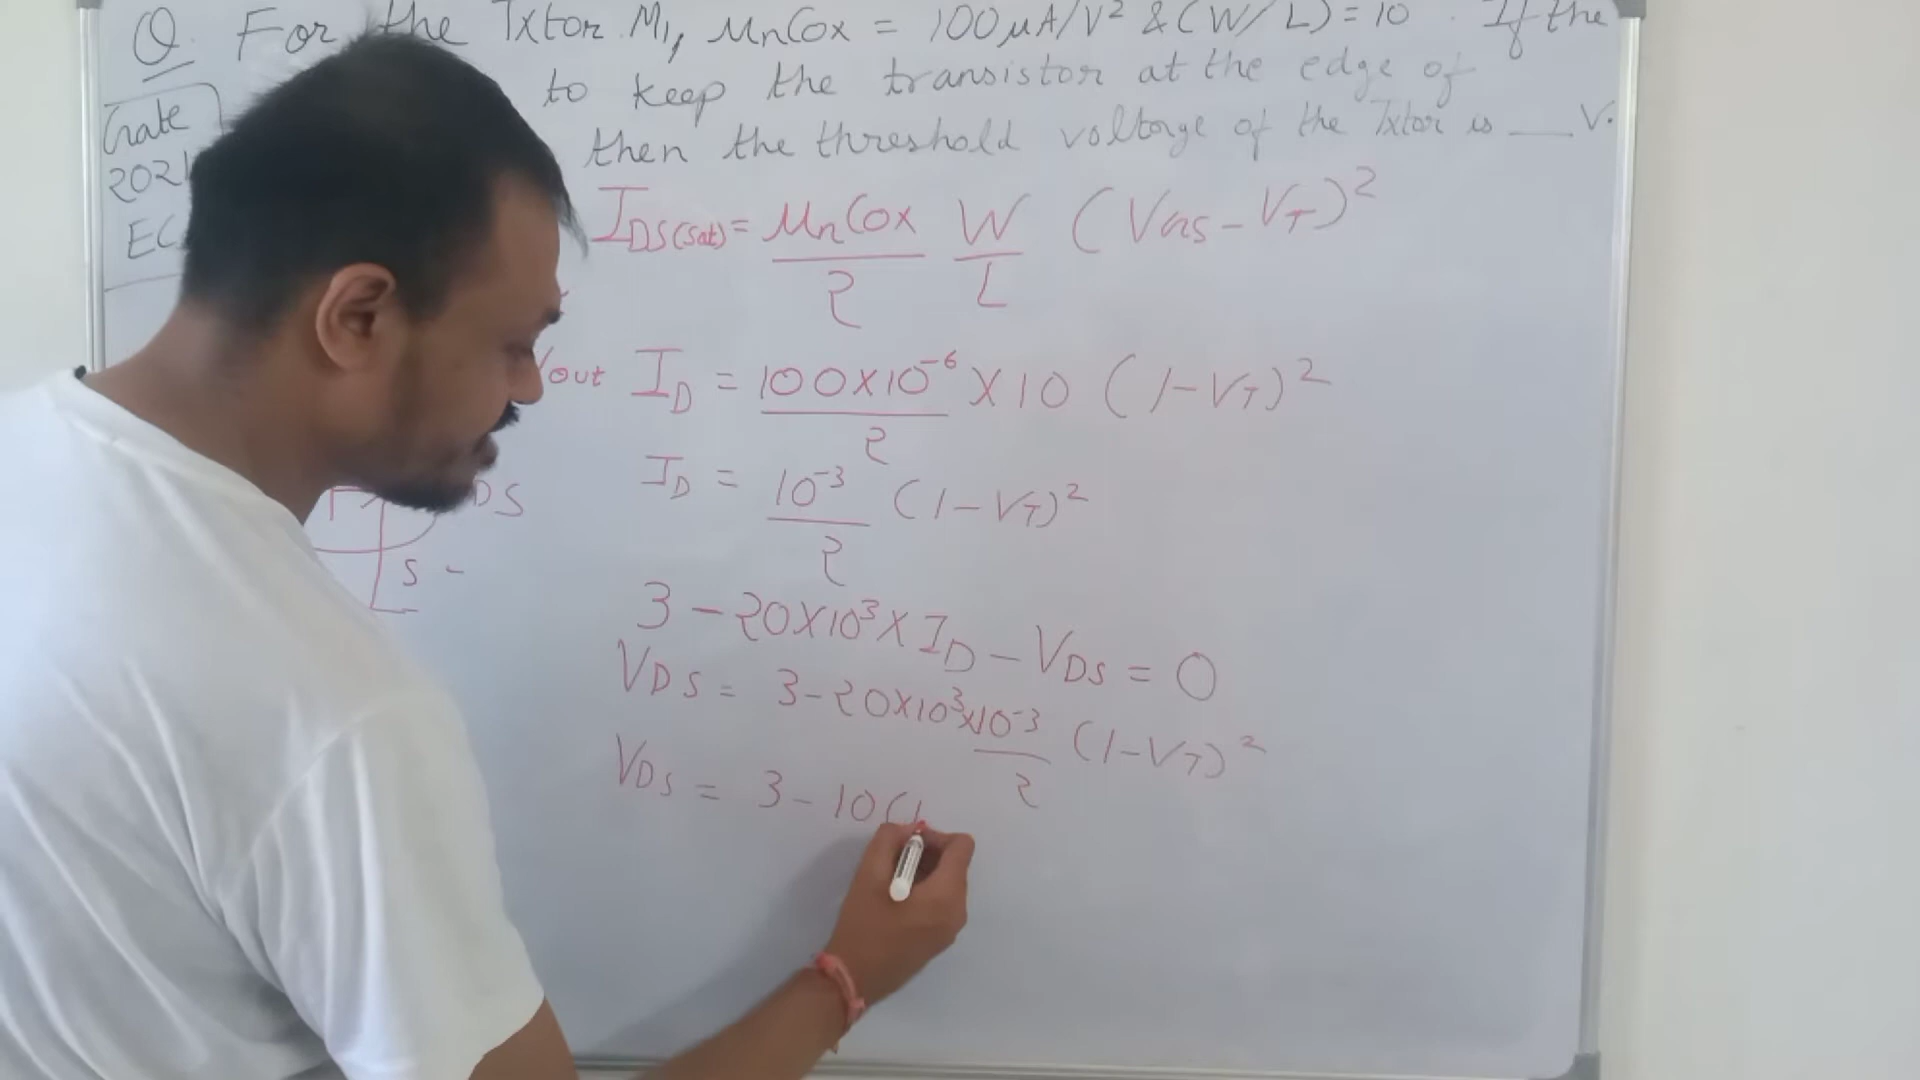 Q. For the Txtor M1, μnCox = 100μA/V² & (W/L) = 10. If the
to keep the transistor at the edge of
then the threshold voltage of the Txtor is ___ V.
Gate
2021
EC
IDS(sat) = μnCox/2 W/L (VGS - VT)²
Vout
ID = 100×10⁻⁶/2 × 10 (1-VT)²
ID = 10⁻³/2 (1-VT)²
DS
S -
3 - 20×10³×ID - VDS = 0
VDS = 3-20×10³×10⁻³/2 (1-VT)²
VDS = 3-10(1